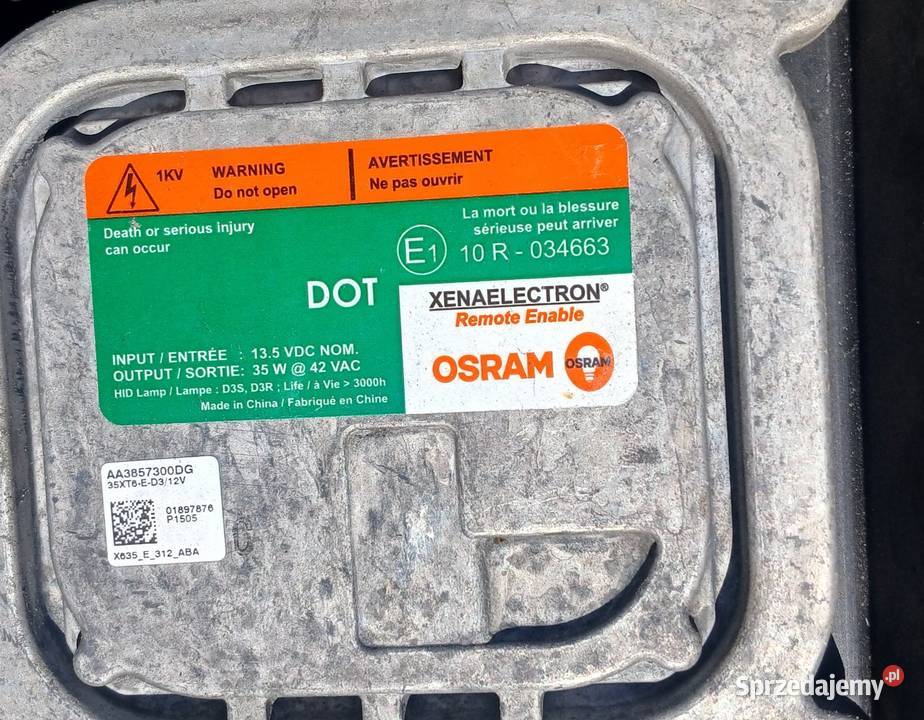 1KV
WARNING
Do not open
AVERTISSEMENT
Ne pas ouvrir
Death or serious injury
can occur
La mort ou la blessure
sérieuse peut arriver
E1 10 R - 034663
DOT
XENAELECTRON®
Remote Enable
OSRAM OSRAM
INPUT / ENTRÉE : 13.5 VDC NOM.
OUTPUT / SORTIE: 35 W @ 42 VAC
HID Lamp / Lampe : D3S, D3R ; Life / à Vie > 3000h
Made in China / Fabriqué en Chine
AA3857300DG
35XT6-E-D3/12V
01897876
P1505
X635_E_312_ABA
Sprzedajemy.pl